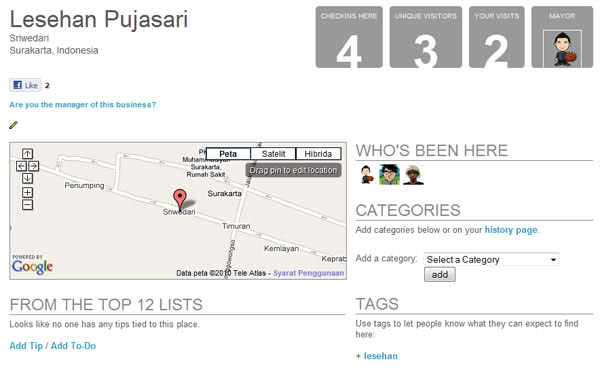 Lesehan Pujasari
Sriwedari
Surakarta, Indonesia
CHECKINS HERE
4
UNIQUE VISITORS
3
YOUR VISITS
2
MAYOR
Like 2
Are you the manager of this business?
Peta Satelit Hibrida
Drag pin to edit location
Muhammadiyah
Surakarta,
Rumah Sakit
Penumping
Surakarta
Sriwedari
Timuran
Kemlayan
Keprab
POWERED BY
Google
Data peta ©2010 Tele Atlas - Syarat Penggunaan
WHO'S BEEN HERE
CATEGORIES
Add categories below or on your history page.
Add a category: Select a Category
add
FROM THE TOP 12 LISTS
Looks like no one has any tips tied to this place.
Add Tip / Add To-Do
TAGS
Use tags to let people know what they can expect to find
here:
+ lesehan